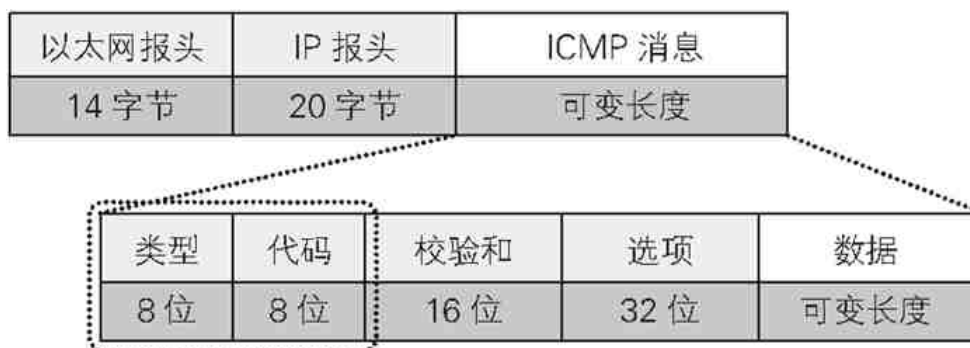 以太网报头 IP 报头 ICMP 消息
14 字节 20 字节 可变长度
类型 代码 校验和 选项 数据
8 位 8 位 16 位 32 位 可变长度